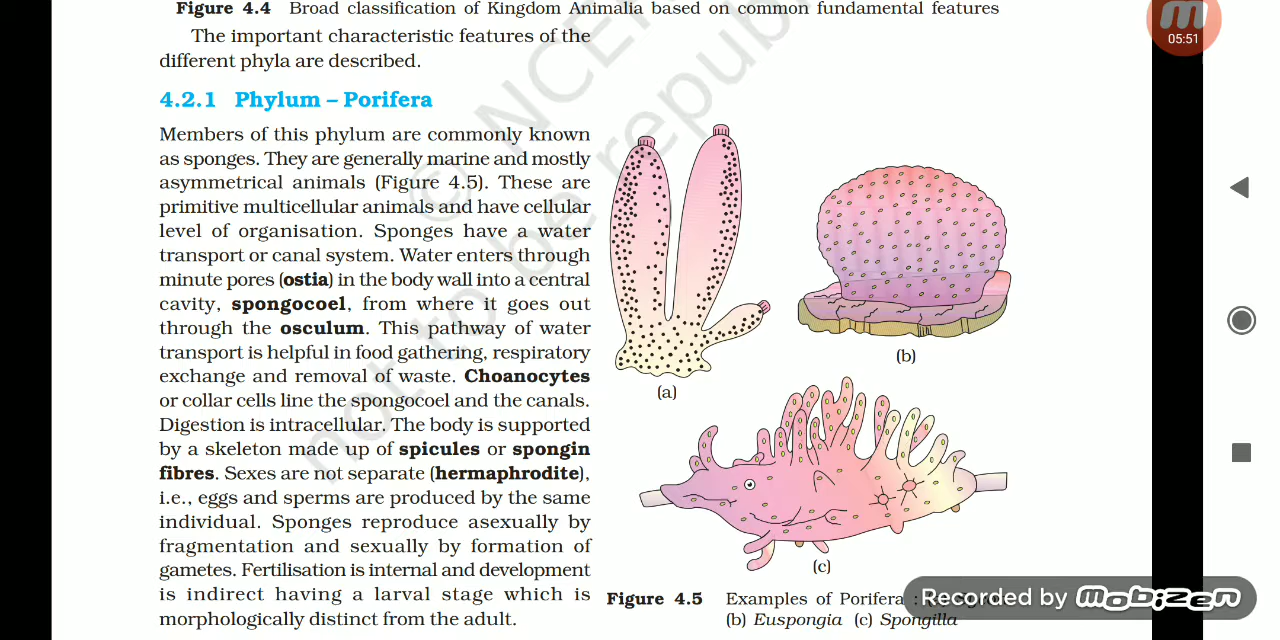 Figure 4.4 Broad classification of Kingdom Animalia based on common fundamental features
The important characteristic features of the
different phyla are described.
4.2.1 Phylum – Porifera
Members of this phylum are commonly known
as sponges. They are generally marine and mostly
asymmetrical animals (Figure 4.5). These are
primitive multicellular animals and have cellular
level of organisation. Sponges have a water
transport or canal system. Water enters through
minute pores (ostia) in the body wall into a central
cavity, spongocoel, from where it goes out
through the osculum. This pathway of water
transport is helpful in food gathering, respiratory
exchange and removal of waste. Choanocytes
or collar cells line the spongocoel and the canals.
Digestion is intracellular. The body is supported
by a skeleton made up of spicules or spongin
fibres. Sexes are not separate (hermaphrodite),
i.e., eggs and sperms are produced by the same
individual. Sponges reproduce asexually by
fragmentation and sexually by formation of
gametes. Fertilisation is internal and development
is indirect having a larval stage which is
morphologically distinct from the adult.
(a)
(b)
(c)
Figure 4.5 Examples of Porifera :
(b) Euspongia (c) Spongilla
© NCE
not to be republ
05:51
Recorded by mobizen